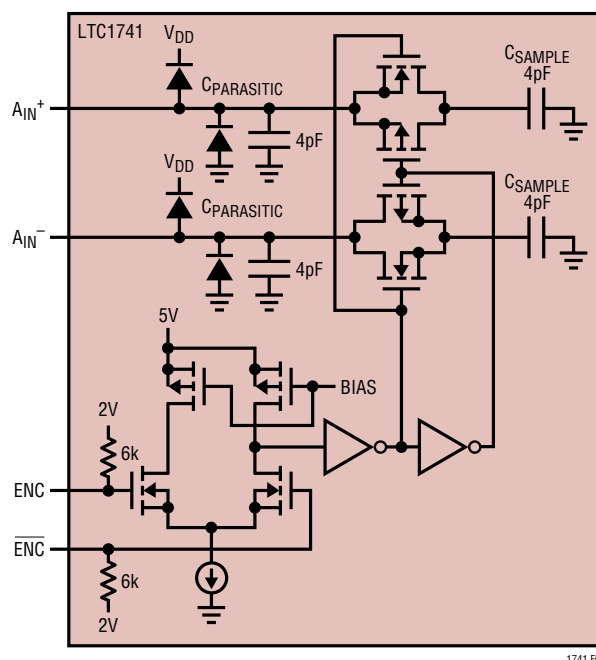 LTC1741
VDD
CSAMPLE
4pF
CPARASITIC
AIN+
4pF
VDD
CSAMPLE
4pF
CPARASITIC
AIN–
4pF
5V
BIAS
2V
6k
ENC
ENC
6k
2V
1741